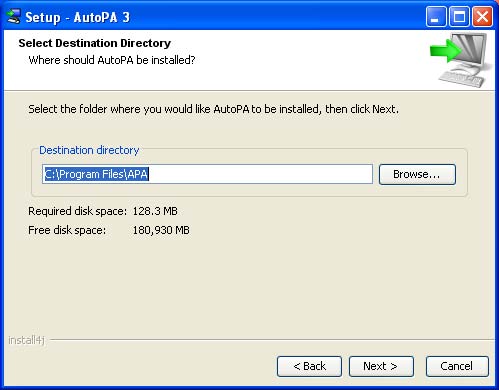 Setup - AutoPA 3
Select Destination Directory
Where should AutoPA be installed?
Select the folder where you would like AutoPA to be installed, then click Next.
Destination directory
C:\Program Files\APA
Browse...
Required disk space: 128.3 MB
Free disk space: 180,930 MB
install4j
< Back
Next >
Cancel